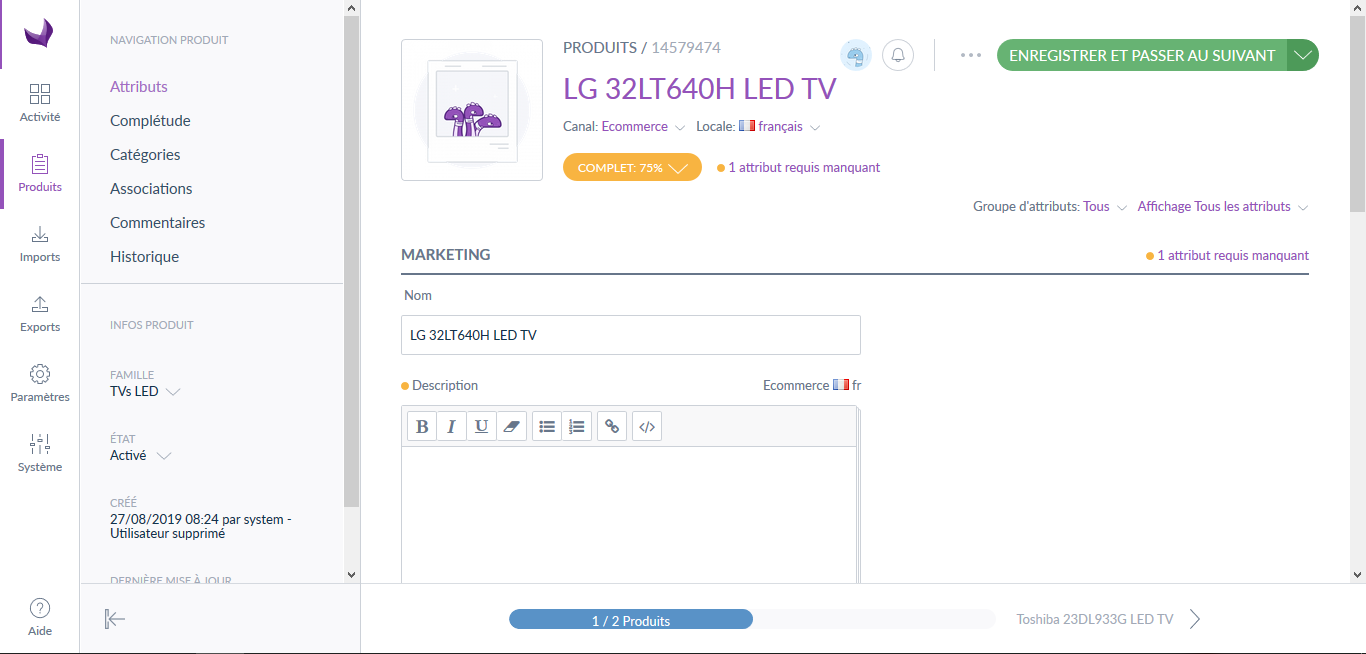 Activité
Produits
Imports
Exports
Paramètres
Système
Aide
NAVIGATION PRODUIT
Attributs
Complétude
Catégories
Associations
Commentaires
Historique
INFOS PRODUIT
FAMILLE
TVs LED
ÉTAT
Activé
CRÉÉ
27/08/2019 08:24 par system -
Utilisateur supprimé
DERNIÈRE MISE À JOUR
PRODUITS / 14579474
LG 32LT640H LED TV
Canal: Ecommerce Locale: français
COMPLET: 75% 1 attribut requis manquant
ENREGISTRER ET PASSER AU SUIVANT
Groupe d'attributs: Tous Affichage Tous les attributs
MARKETING 1 attribut requis manquant
Nom
LG 32LT640H LED TV
Description Ecommerce fr
B I U
1 / 2 Produits
Toshiba 23DL933G LED TV